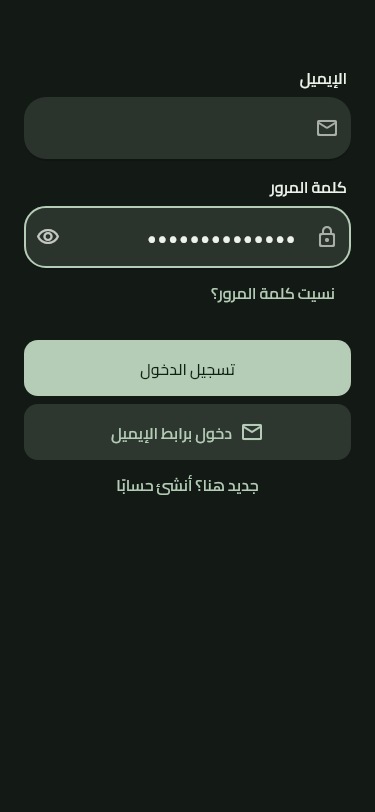 الإيميل
كلمة المرور
••••••••••••••
نسيت كلمة المرور؟
تسجيل الدخول
دخول برابط الإيميل
جديد هنا؟ أنشئ حسابًا